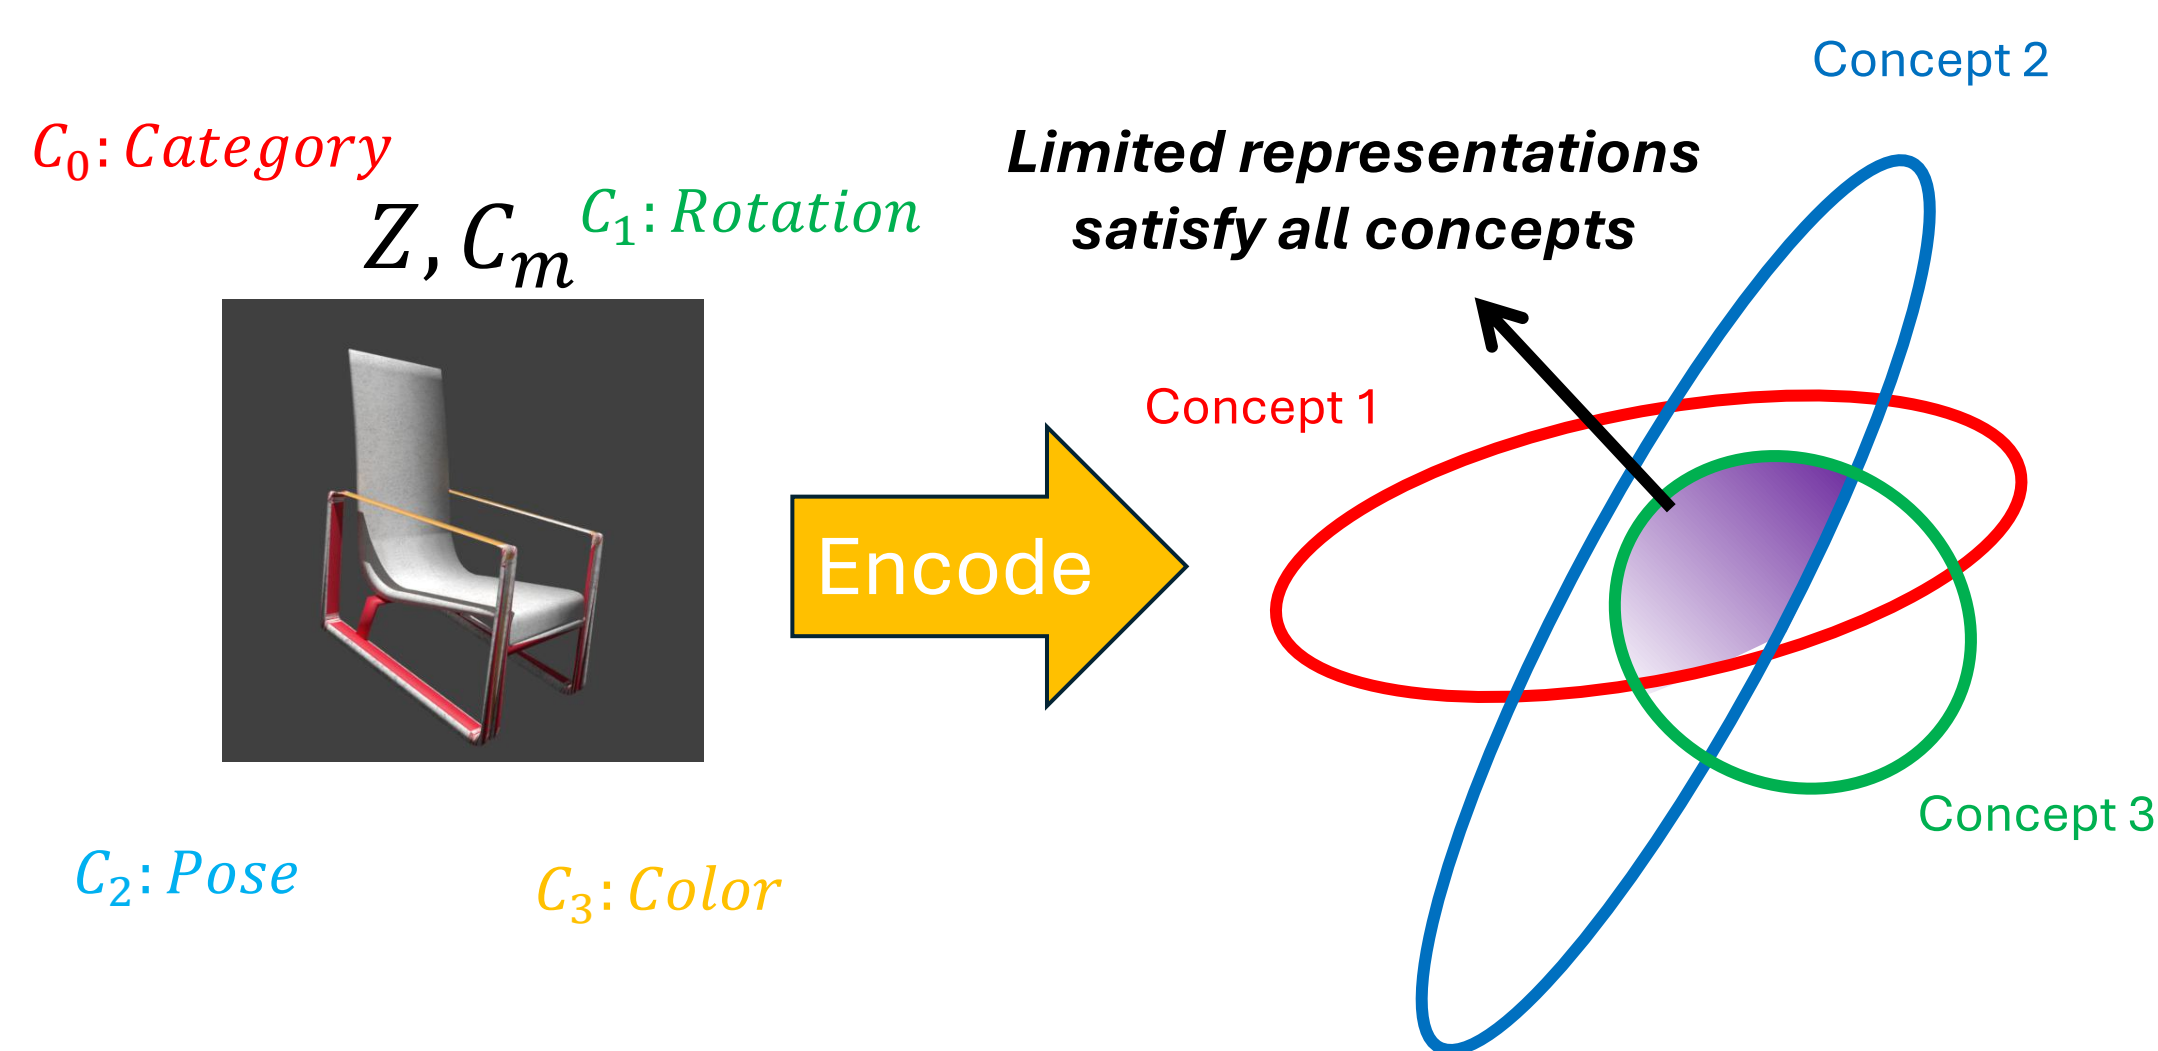 Concept 2
C₀: Category
Limited representations
satisfy all concepts
Z, Cₘ
C₁: Rotation
Concept 1
Encode
Concept 3
C₂: Pose
C₃: Color